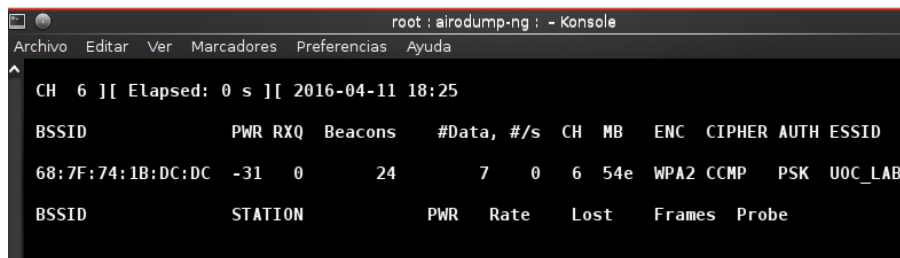 root : airodump-ng : – Konsole
Archivo Editar Ver Marcadores Preferencias Ayuda
CH 6 ][ Elapsed: 0 s ][ 2016-04-11 18:25
BSSID PWR RXQ Beacons #Data, #/s CH MB ENC CIPHER AUTH ESSID
68:7F:74:1B:DC:DC -31 0 24 7 0 6 54e WPA2 CCMP PSK UOC_LAB
BSSID STATION PWR Rate Lost Frames Probe